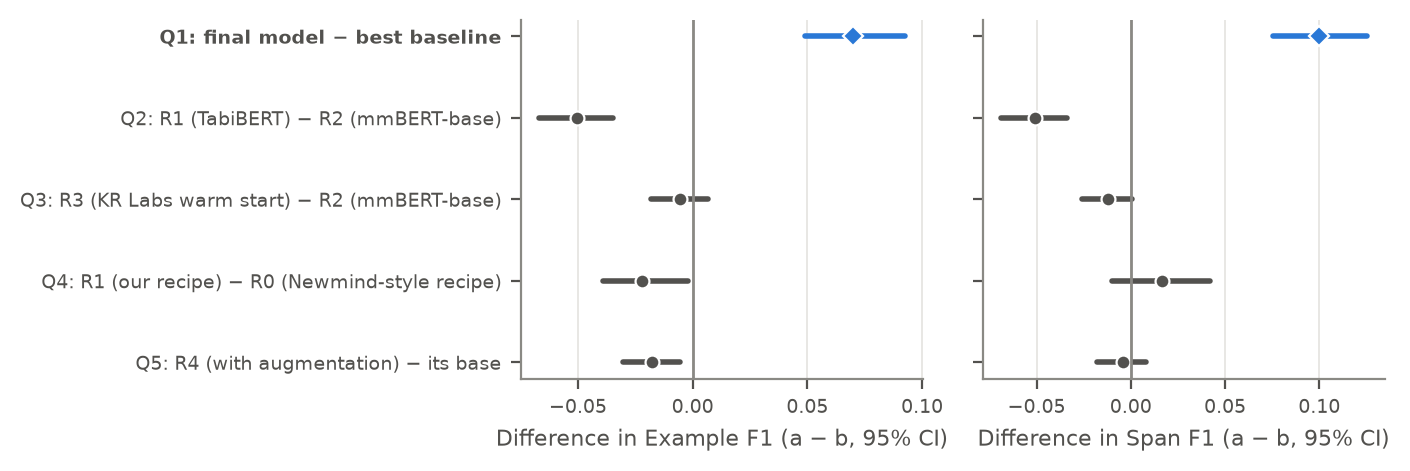 Q1: final model − best baseline
Q2: R1 (TabiBERT) − R2 (mmBERT-base)
Q3: R3 (KR Labs warm start) − R2 (mmBERT-base)
Q4: R1 (our recipe) − R0 (Newmind-style recipe)
Q5: R4 (with augmentation) − its base
−0.05 0.00 0.05 0.10
Difference in Example F1 (a − b, 95% CI)
−0.05 0.00 0.05 0.10
Difference in Span F1 (a − b, 95% CI)